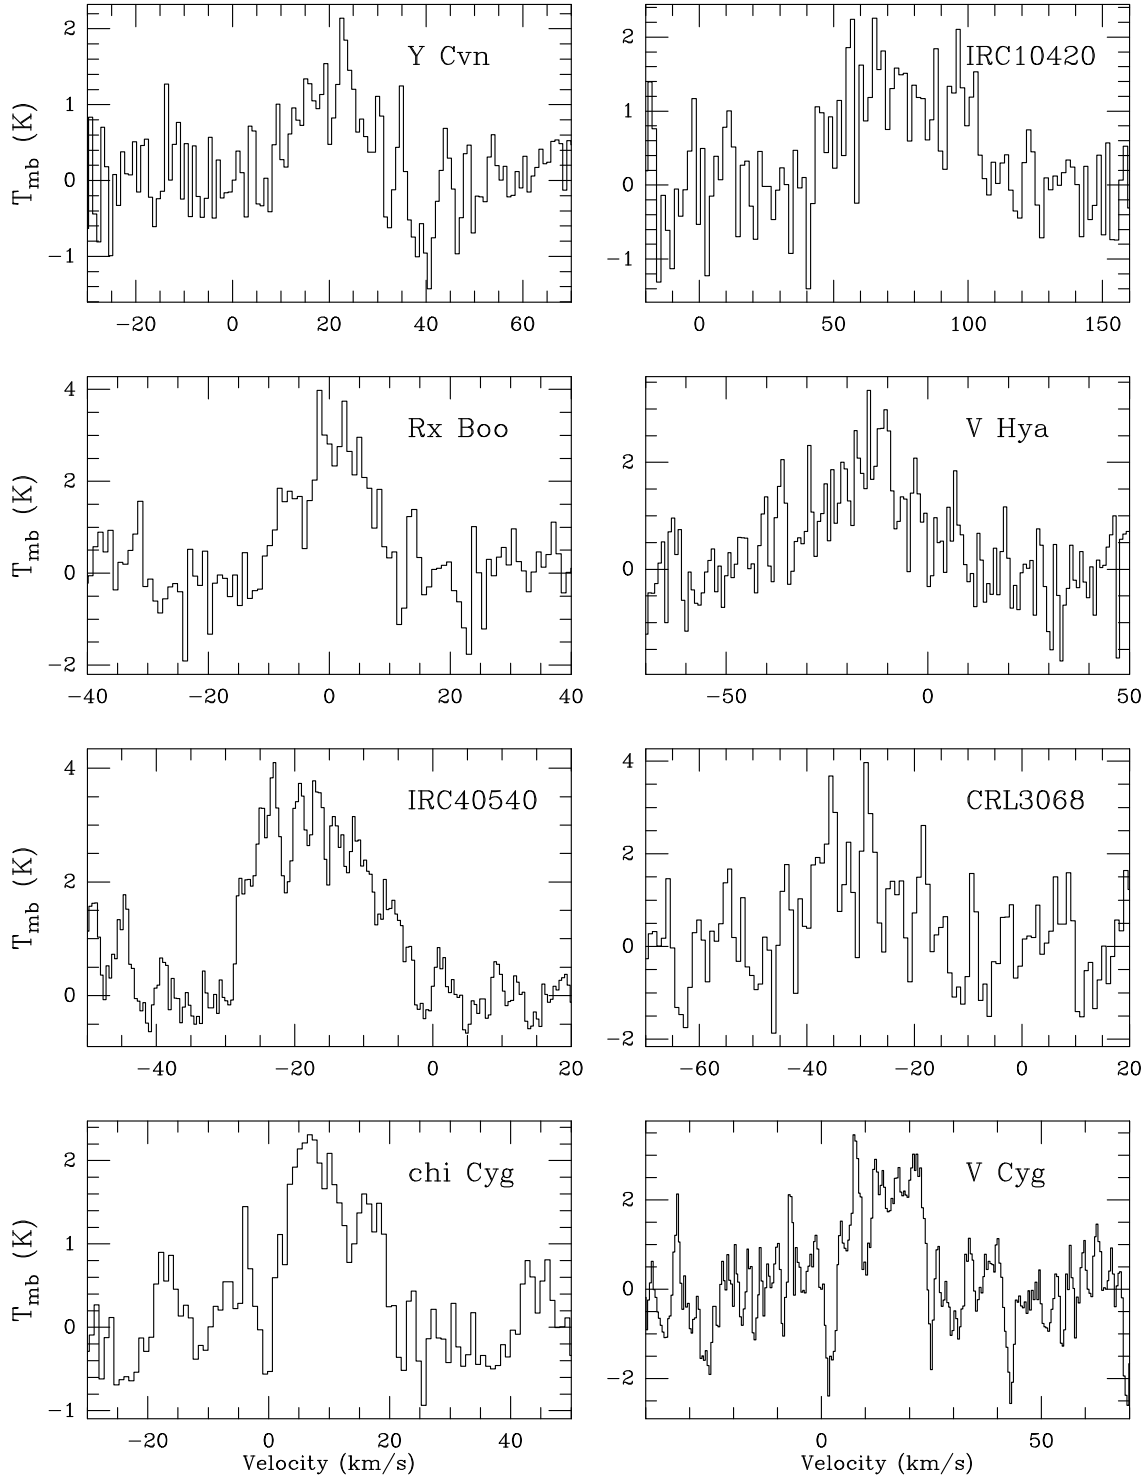 2
Y Cvn
1
T_mb (K)
0
−1
−20 0 20 40 60
2
IRC10420
1
0
−1
0 50 100 150
4
Rx Boo
2
T_mb (K)
0
−2
−40 −20 0 20 40
V Hya
2
0
−50 0 50
4
IRC40540
2
T_mb (K)
0
−40 −20 0 20
4
CRL3068
2
0
−2
−60 −40 −20 0 20
2
chi Cyg
1
T_mb (K)
0
−1
−20 0 20 40
Velocity (km/s)
V Cyg
2
0
−2
0 50
Velocity (km/s)